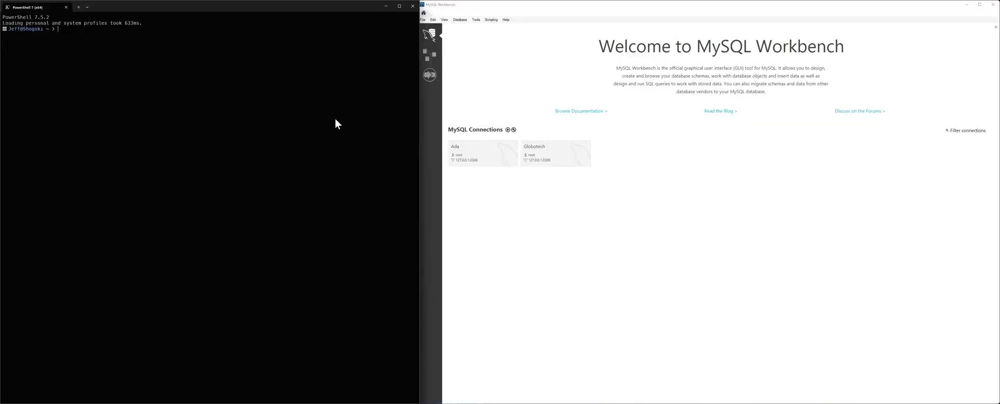 PowerShell 7 (x64)
PowerShell 7.5.2
Loading personal and system profiles took 633ms.
Jeff@Shogoki ~ ❯
MySQL Workbench
File Edit View Database Tools Scripting Help
Welcome to MySQL Workbench
MySQL Workbench is the official graphical user interface (GUI) tool for MySQL. It allows you to design,
create and browse your database schemas, work with database objects and insert data as well as
design and run SQL queries to work with stored data. You can also migrate schemas and data from other
database vendors to your MySQL database.
Browse Documentation > Read the Blog > Discuss on the Forums >
MySQL Connections
Filter connections
Ada
root
127.0.0.1:3306
Globotech
root
127.0.0.1:3306